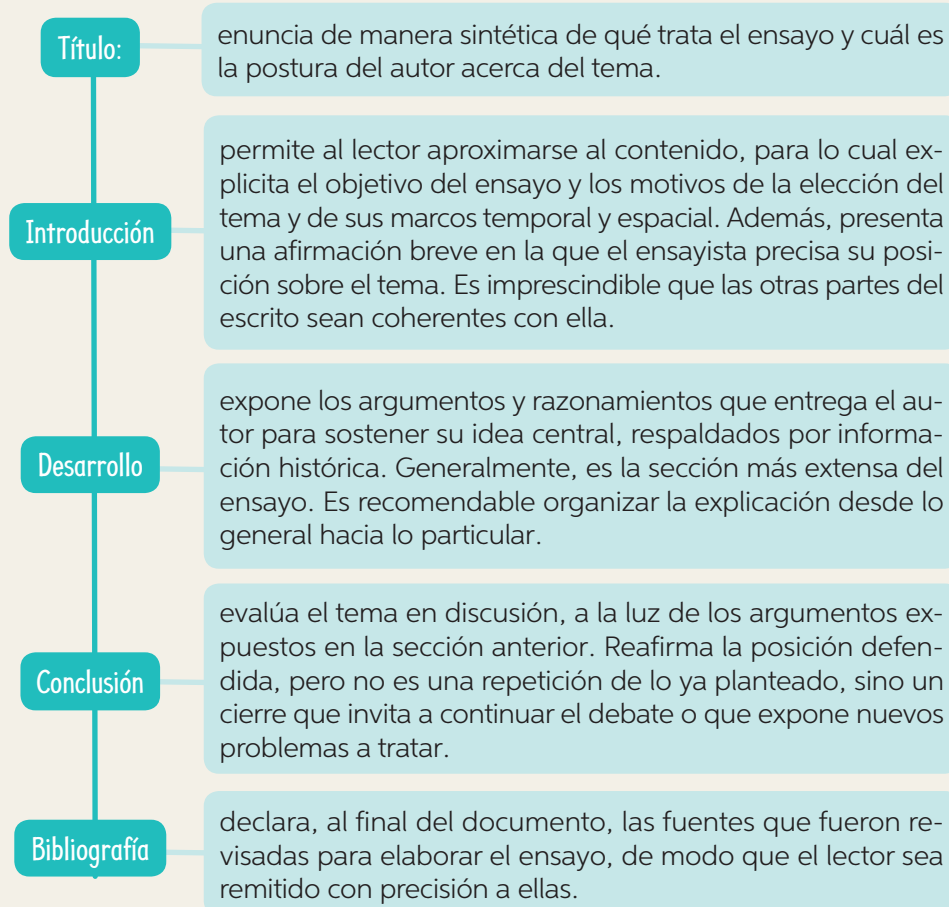 Título:
enuncia de manera sintética de qué trata el ensayo y cuál es
la postura del autor acerca del tema.
Introducción
permite al lector aproximarse al contenido, para lo cual ex-
plicita el objetivo del ensayo y los motivos de la elección del
tema y de sus marcos temporal y espacial. Además, presenta
una afirmación breve en la que el ensayista precisa su posi-
ción sobre el tema. Es imprescindible que las otras partes del
escrito sean coherentes con ella.
Desarrollo
expone los argumentos y razonamientos que entrega el au-
tor para sostener su idea central, respaldados por informa-
ción histórica. Generalmente, es la sección más extensa del
ensayo. Es recomendable organizar la explicación desde lo
general hacia lo particular.
Conclusión
evalúa el tema en discusión, a la luz de los argumentos ex-
puestos en la sección anterior. Reafirma la posición defen-
dida, pero no es una repetición de lo ya planteado, sino un
cierre que invita a continuar el debate o que expone nuevos
problemas a tratar.
Bibliografía
declara, al final del documento, las fuentes que fueron re-
visadas para elaborar el ensayo, de modo que el lector sea
remitido con precisión a ellas.